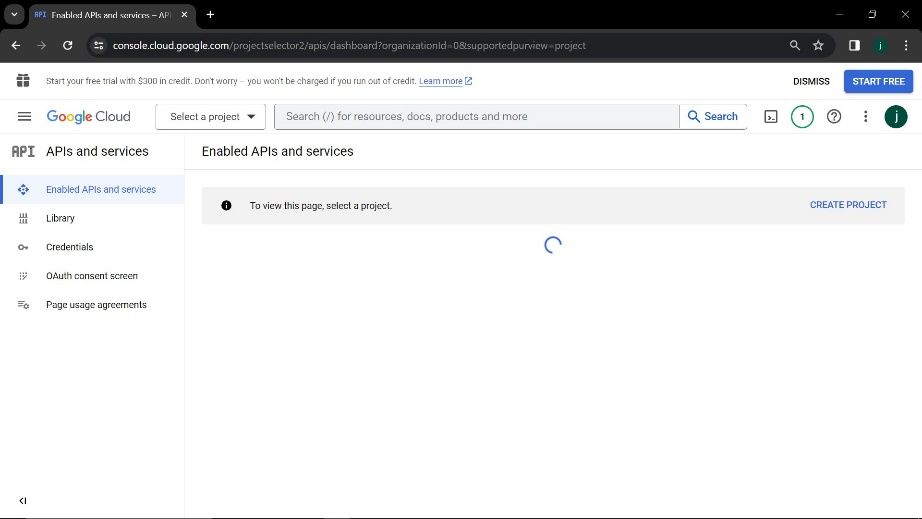 API Enabled APIs and services – API
console.cloud.google.com/projectselector2/apis/dashboard?organizationId=0&supportedpurview=project
j
Start your free trial with $300 in credit. Don't worry – you won't be charged if you run out of credit. Learn more
DISMISS
START FREE
Google Cloud
Select a project
Search (/) for resources, docs, products and more
Search
1
j
API APIs and services
Enabled APIs and services
Enabled APIs and services
Library
Credentials
OAuth consent screen
Page usage agreements
To view this page, select a project.
CREATE PROJECT